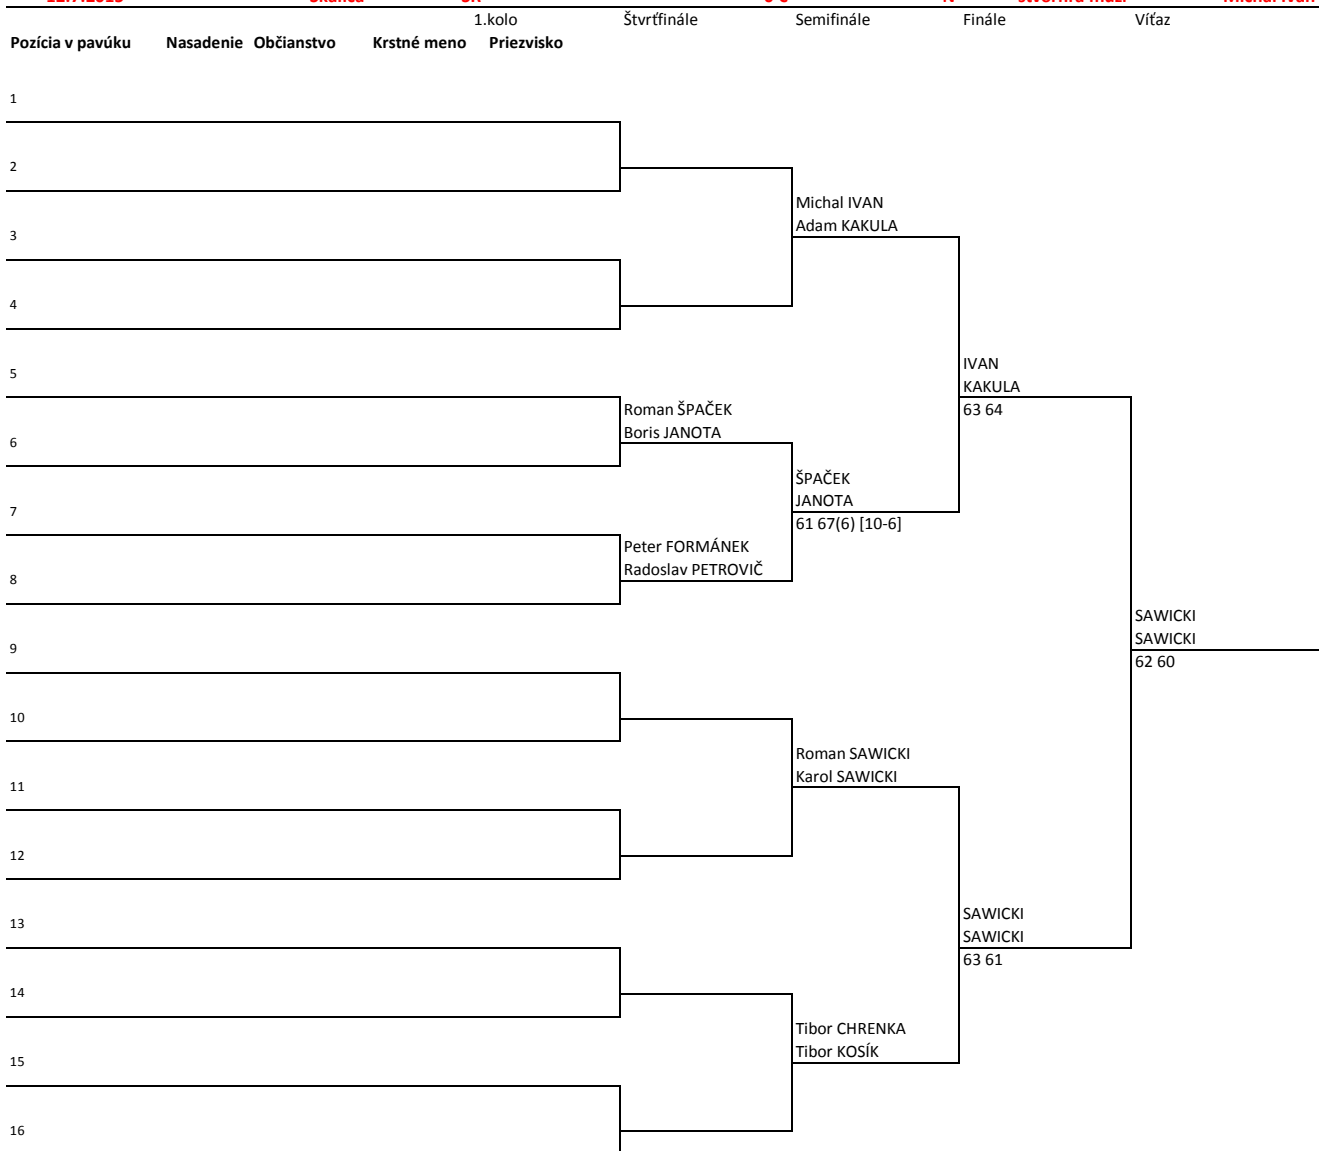 1.kolo Štvrťfinále Semifinále Finále Víťaz
Pozícia v pavúku Nasadenie Občianstvo Krstné meno Priezvisko
1
2
Michal IVAN
Adam KAKULA
3
4
5
IVAN
KAKULA
63 64
Roman ŠPAČEK
Boris JANOTA
6
ŠPAČEK
JANOTA
61 67(6) [10-6]
7
Peter FORMÁNEK
Radoslav PETROVIČ
8
SAWICKI
SAWICKI
62 60
9
10
Roman SAWICKI
Karol SAWICKI
11
12
13
SAWICKI
SAWICKI
63 61
14
Tibor CHRENKA
Tibor KOSÍK
15
16